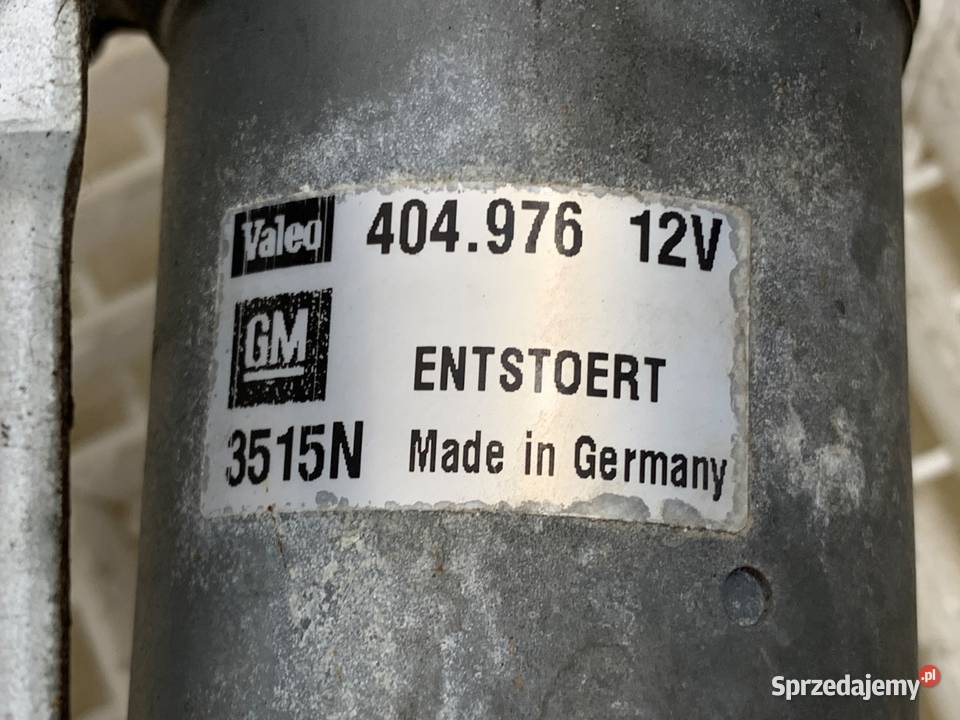 Valeo 404.976 12V
GM
ENTSTOERT
3515N Made in Germany
Sprzedajemy.pl